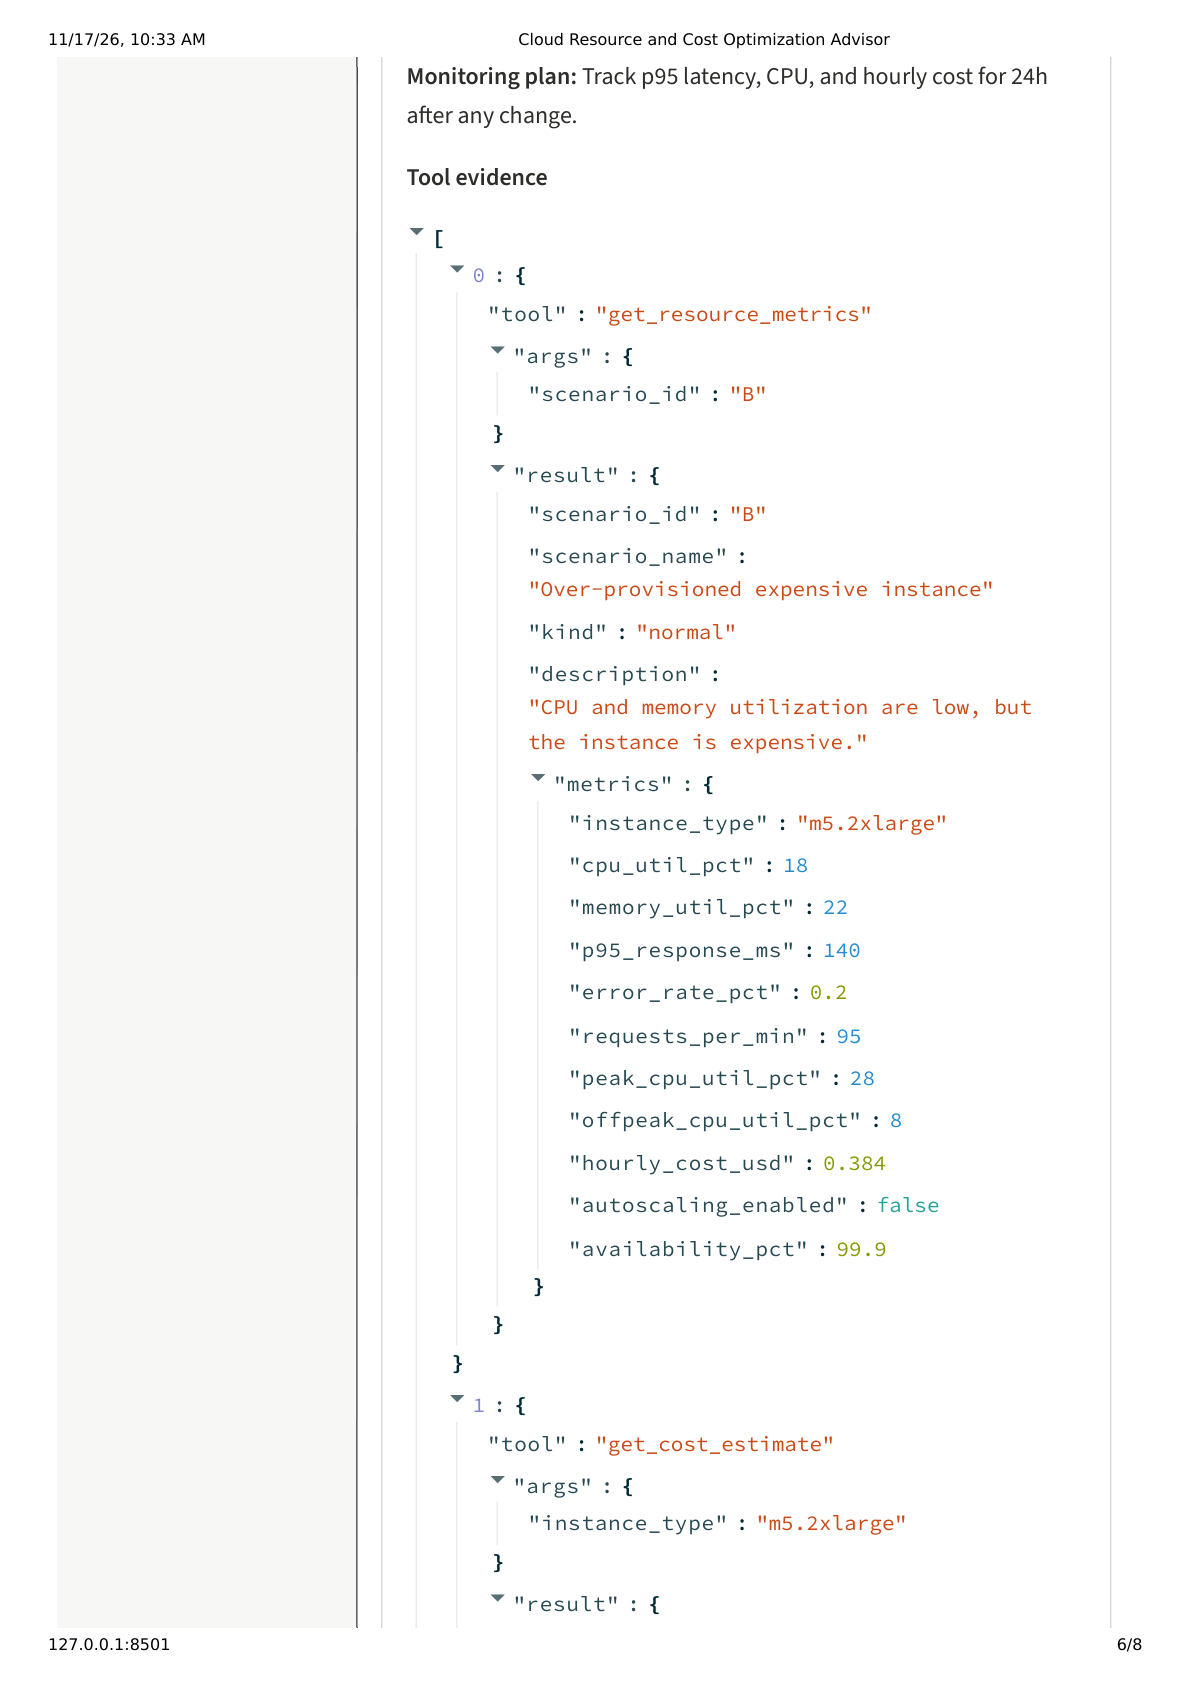 11/17/26, 10:33 AM
Cloud Resource and Cost Optimization Advisor
Monitoring plan: Track p95 latency, CPU, and hourly cost for 24h
after any change.
Tool evidence
[
0 : {
"tool" : "get_resource_metrics"
"args" : {
"scenario_id" : "B"
}
"result" : {
"scenario_id" : "B"
"scenario_name" :
"Over-provisioned expensive instance"
"kind" : "normal"
"description" :
"CPU and memory utilization are low, but
the instance is expensive."
"metrics" : {
"instance_type" : "m5.2xlarge"
"cpu_util_pct" : 18
"memory_util_pct" : 22
"p95_response_ms" : 140
"error_rate_pct" : 0.2
"requests_per_min" : 95
"peak_cpu_util_pct" : 28
"offpeak_cpu_util_pct" : 8
"hourly_cost_usd" : 0.384
"autoscaling_enabled" : false
"availability_pct" : 99.9
}
}
}
1 : {
"tool" : "get_cost_estimate"
"args" : {
"instance_type" : "m5.2xlarge"
}
"result" : {
127.0.0.1:8501
6/8